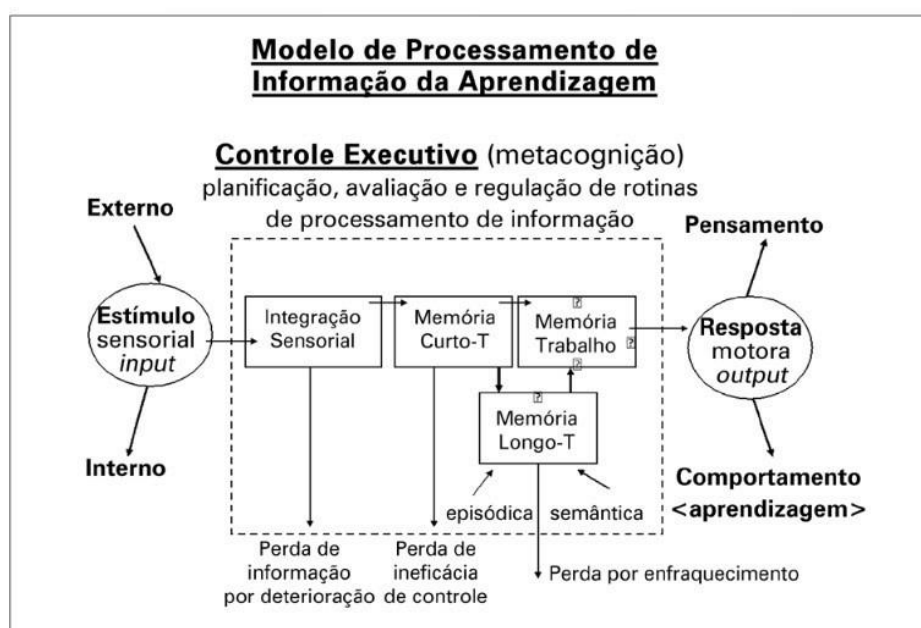 Modelo de Processamento de
Informação da Aprendizagem
Controle Executivo (metacognição)
planificação, avaliação e regulação de rotinas
de processamento de informação
Externo
Estímulo
sensorial
input
Interno
Integração
Sensorial
Memória
Curto-T
Memória
Trabalho
Memória
Longo-T
episódica
semântica
Pensamento
Resposta
motora
output
Comportamento
<aprendizagem>
Perda de
informação
por deterioração
Perda de
ineficácia
de controle
Perda por enfraquecimento